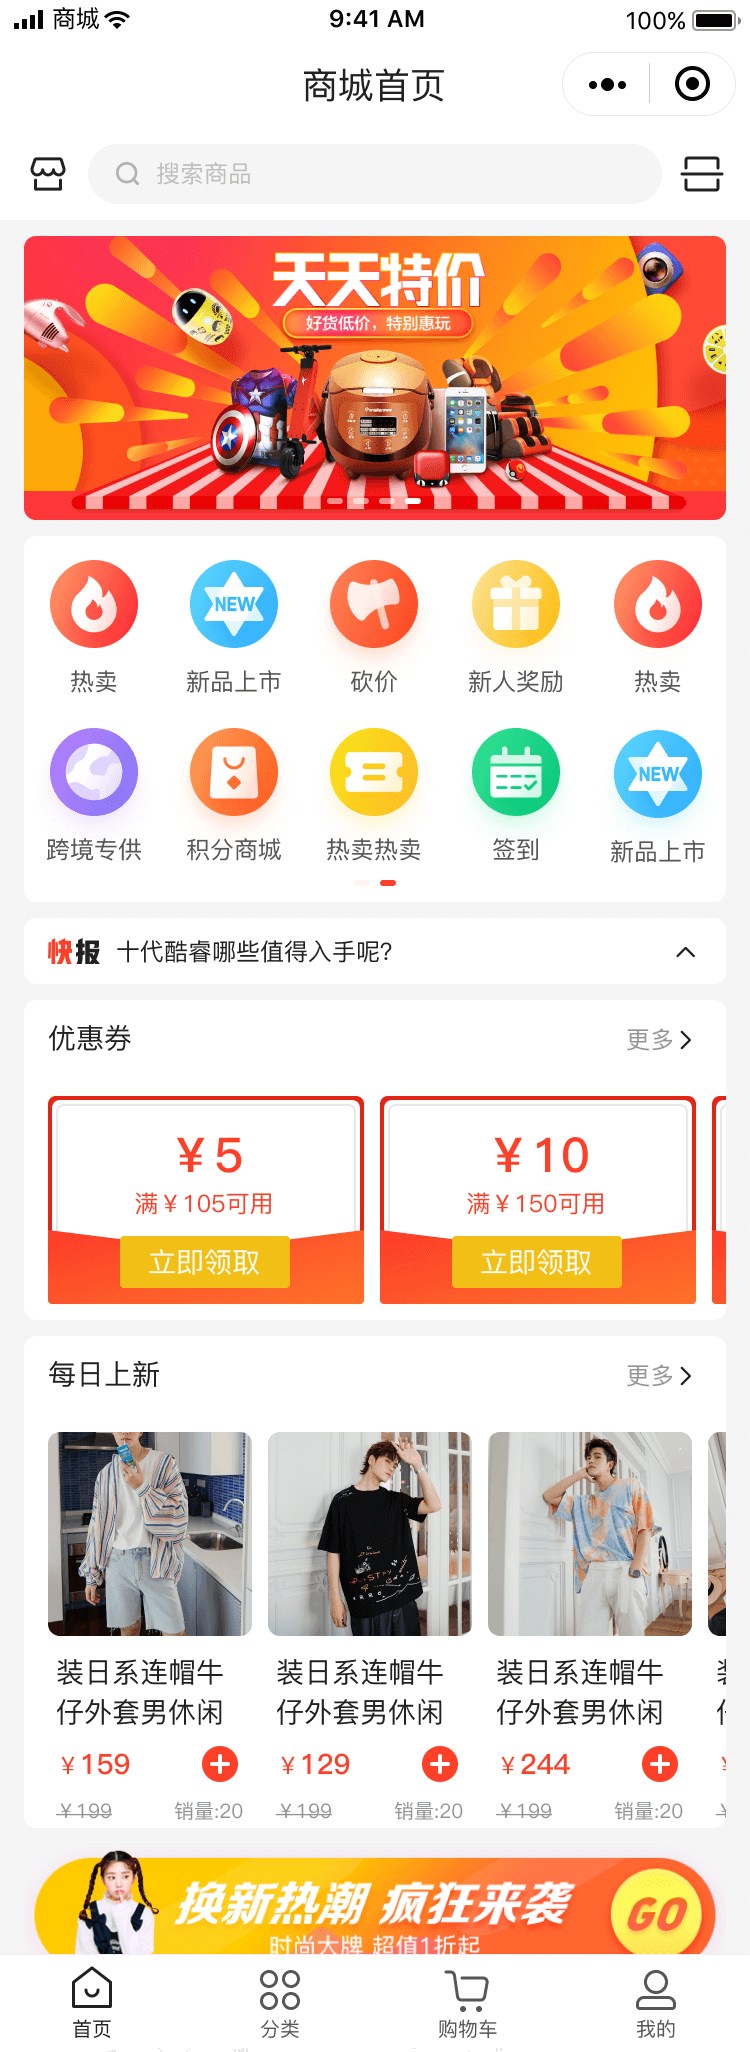 商城
9:41 AM
100%
商城首页
搜索商品
天天特价
好货低价，特别惠玩
NEW
热卖
新品上市
砍价
新人奖励
热卖
NEW
跨境专供
积分商城
热卖热卖
签到
新品上市
快报
十代酷睿哪些值得入手呢?
优惠券
更多
¥5
满¥105可用
立即领取
¥10
满¥150可用
立即领取
每日上新
更多
装日系连帽牛
仔外套男休闲
¥159
¥199
销量:20
装日系连帽牛
仔外套男休闲
¥129
¥199
销量:20
装日系连帽牛
仔外套男休闲
¥244
¥199
销量:20
换新热潮 疯狂来袭
时尚大牌 超值1折起
GO
首页
分类
购物车
我的